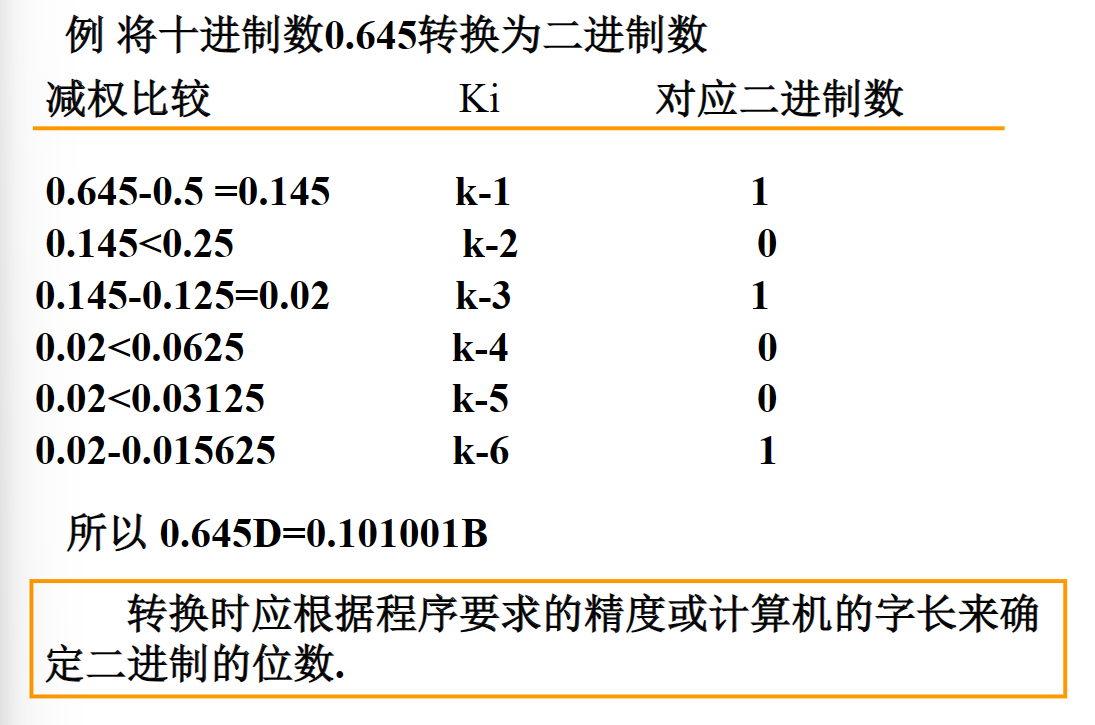 例 将十进制数0.645转换为二进制数
减权比较 Ki 对应二进制数
0.645-0.5 =0.145 k-1 1
0.145<0.25 k-2 0
0.145-0.125=0.02 k-3 1
0.02<0.0625 k-4 0
0.02<0.03125 k-5 0
0.02-0.015625 k-6 1
所以 0.645D=0.101001B
转换时应根据程序要求的精度或计算机的字长来确
定二进制的位数.